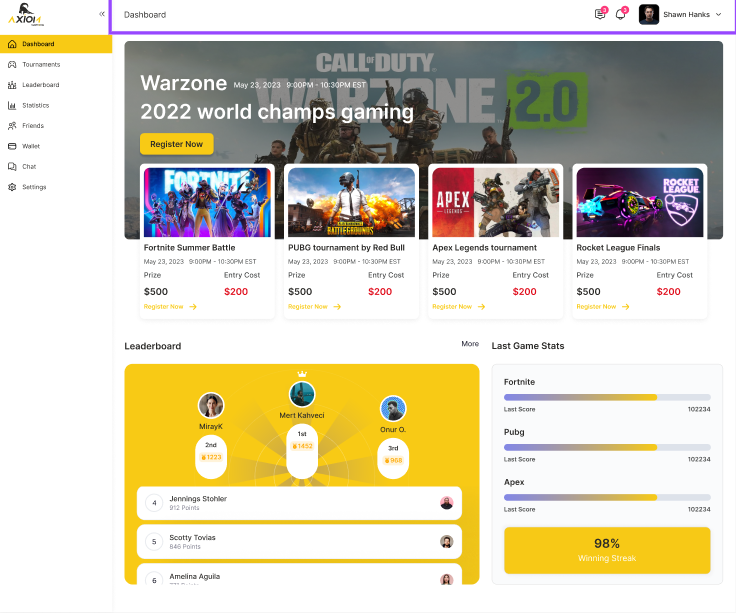 AXIOM
«
Dashboard
3
3
Shawn Hanks
Dashboard
Tournaments
Leaderboard
Statistics
Friends
Wallet
Chat
Settings
CALL OF DUTY
WARZONE 2.0
Warzone May 23, 2023 9:00PM - 10:30PM EST
2022 world champs gaming
Register Now
FORTNITE
PLAYERUNKNOWN'S
BATTLEGROUNDS
APEX
LEGENDS
ROCKET
LEAGUE
Fortnite Summer Battle
May 23, 2023 9:00PM - 10:30PM EST
Prize Entry Cost
$500 $200
Register Now →
PUBG tournament by Red Bull
May 23, 2023 9:00PM - 10:30PM EST
Prize Entry Cost
$500 $200
Register Now →
Apex Legends tournament
May 23, 2023 9:00PM - 10:30PM EST
Prize Entry Cost
$500 $200
Register Now →
Rocket League Finals
May 23, 2023 9:00PM - 10:30PM EST
Prize Entry Cost
$500 $200
Register Now →
Leaderboard More
MirayK
2nd
1223
Mert Kahveci
1st
1452
Onur O.
3rd
968
4 Jennings Stohler
912 Points
5 Scotty Tovias
846 Points
6 Amelina Aguila
Last Game Stats
Fortnite
Last Score 102234
Pubg
Last Score 102234
Apex
Last Score 102234
98%
Winning Streak